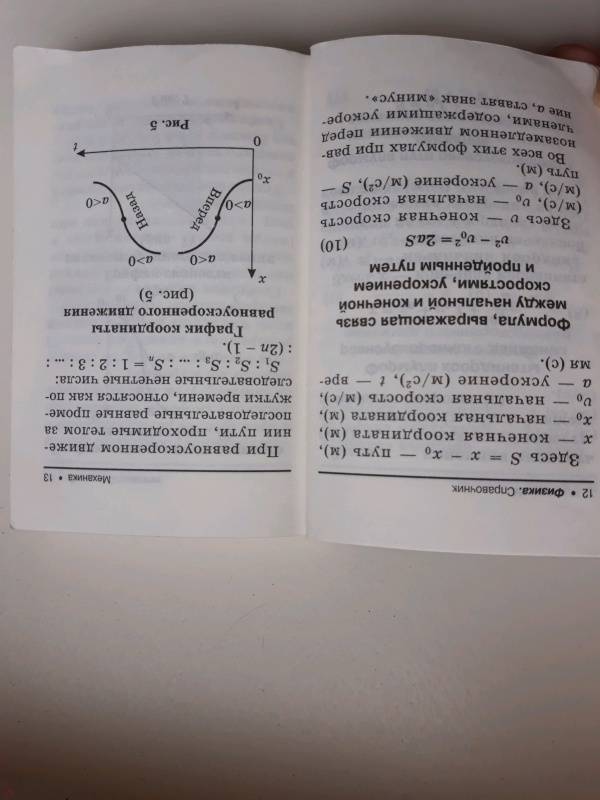 12 • Физика. Справочник
Здесь S = x − x₀ — путь (м),
x — конечная координата (м),
x₀ — начальная координата (м),
v₀ — начальная скорость (м/с),
a — ускорение (м/с²), t — вре-
мя (с).
Формула, выражающая связь
между начальной и конечной
скоростями, ускорением
и пройденным путем
v² − v₀² = 2aS (10)
Здесь v — конечная скорость
(м/с), v₀ — начальная скорость
(м/с), a — ускорение (м/с²), S —
путь (м).
Во всех этих формулах при рав-
нозамедленном движении перед
членами, содержащими ускоре-
ние a, ставят знак «минус».
Механика • 13
При равноускоренном движе-
нии пути, проходимые телом за
последовательные равные проме-
жутки времени, относятся как по-
следовательные нечетные числа:
S₁ : S₂ : S₃ : ... : Sₙ = 1 : 2 : 3 : ... :
: (2n − 1).
График координаты
равноускоренного движения
(рис. 5)
x
a<0
a>0
Вперед
Назад
a>0
a<0
x₀
0
t
Рис. 5